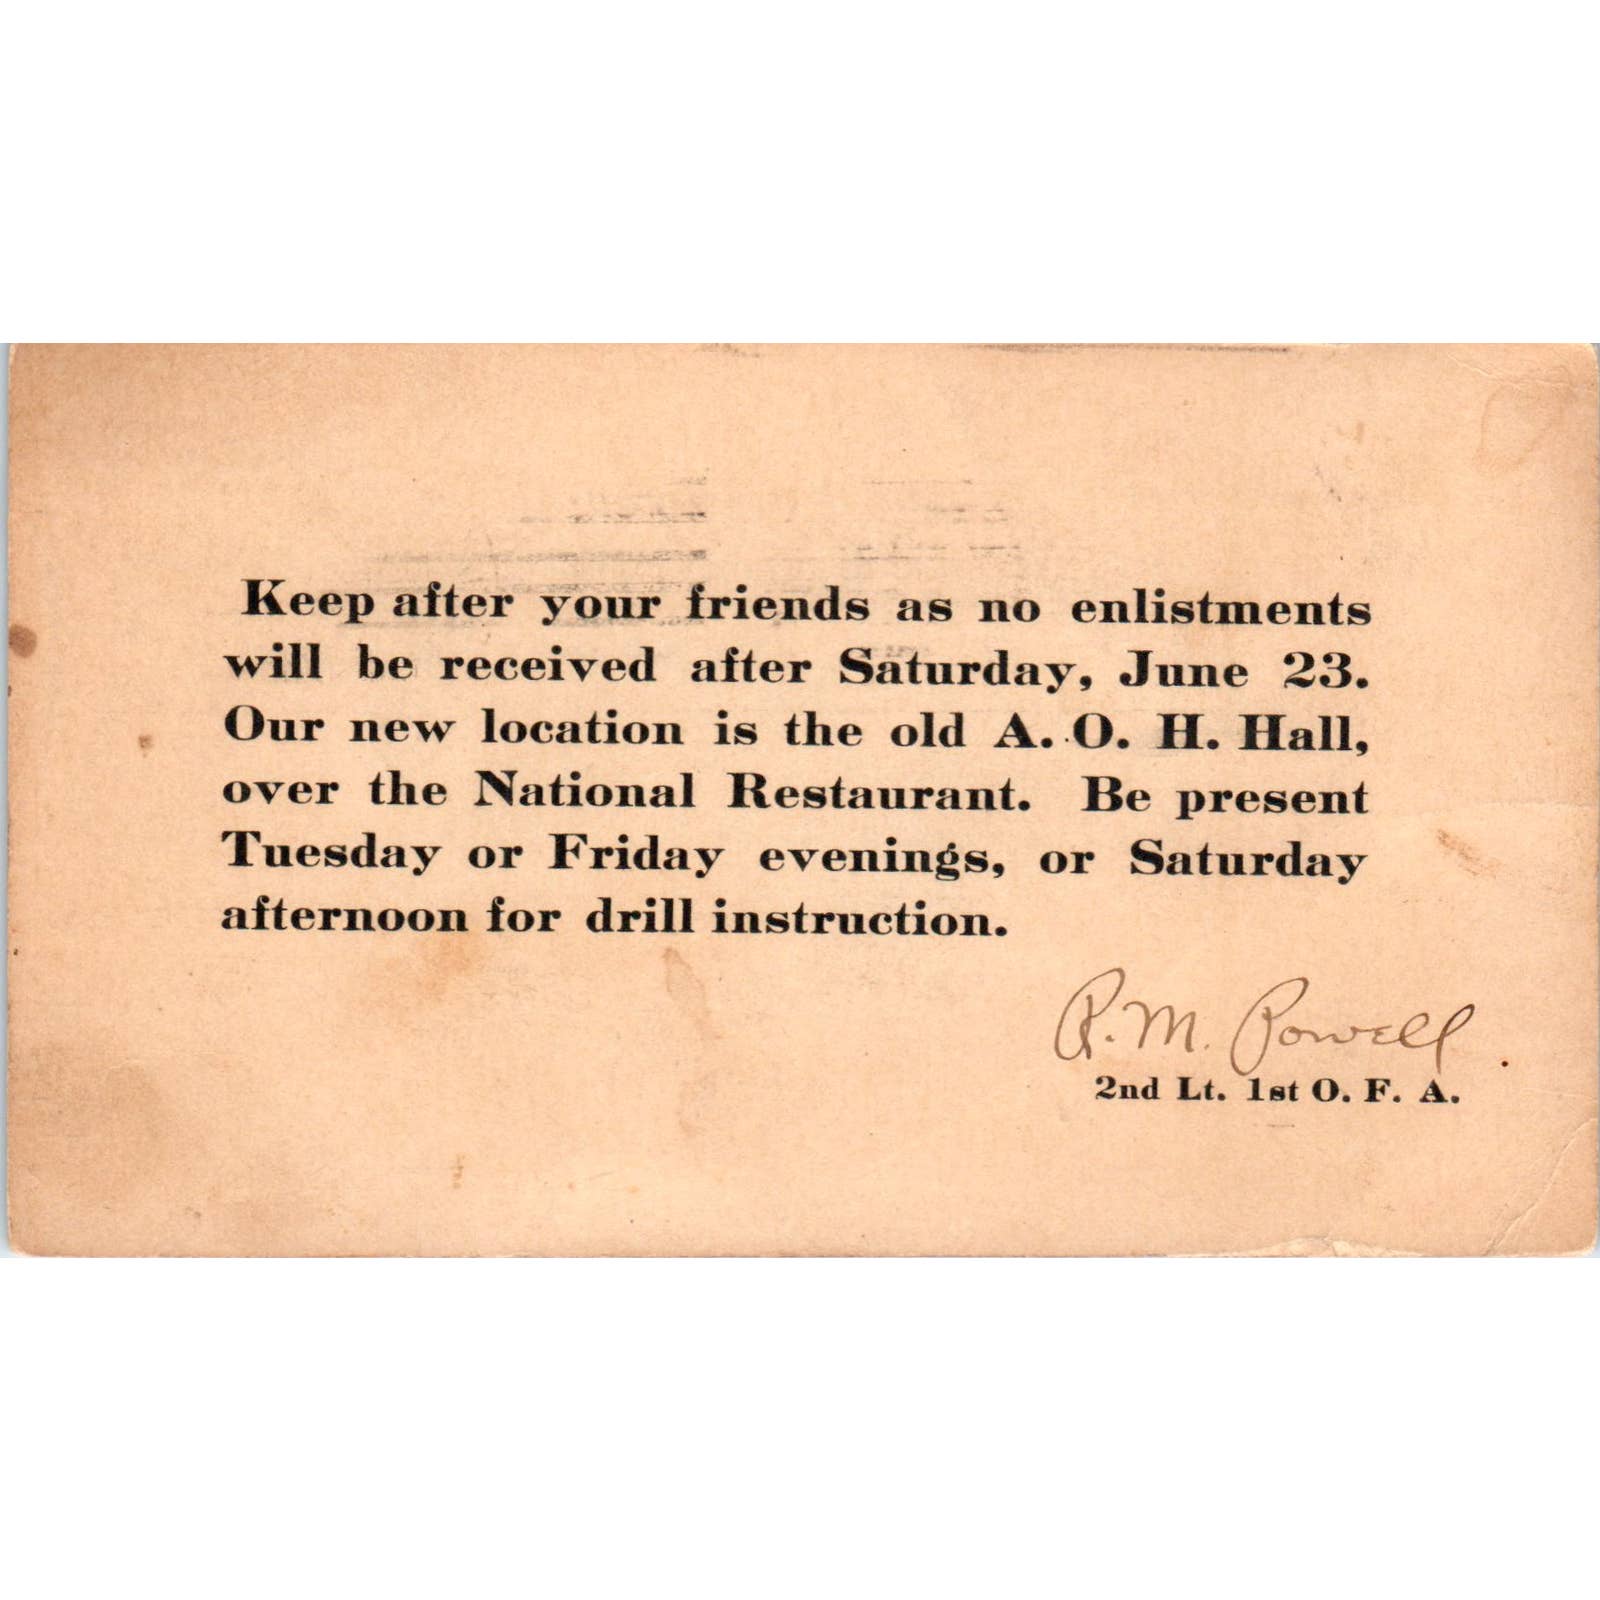 Keep after your friends as no enlistments
will be received after Saturday, June 23.
Our new location is the old A. O. H. Hall,
over the National Restaurant. Be present
Tuesday or Friday evenings, or Saturday
afternoon for drill instruction.
R. M. Powell
2nd Lt. 1st O. F. A.